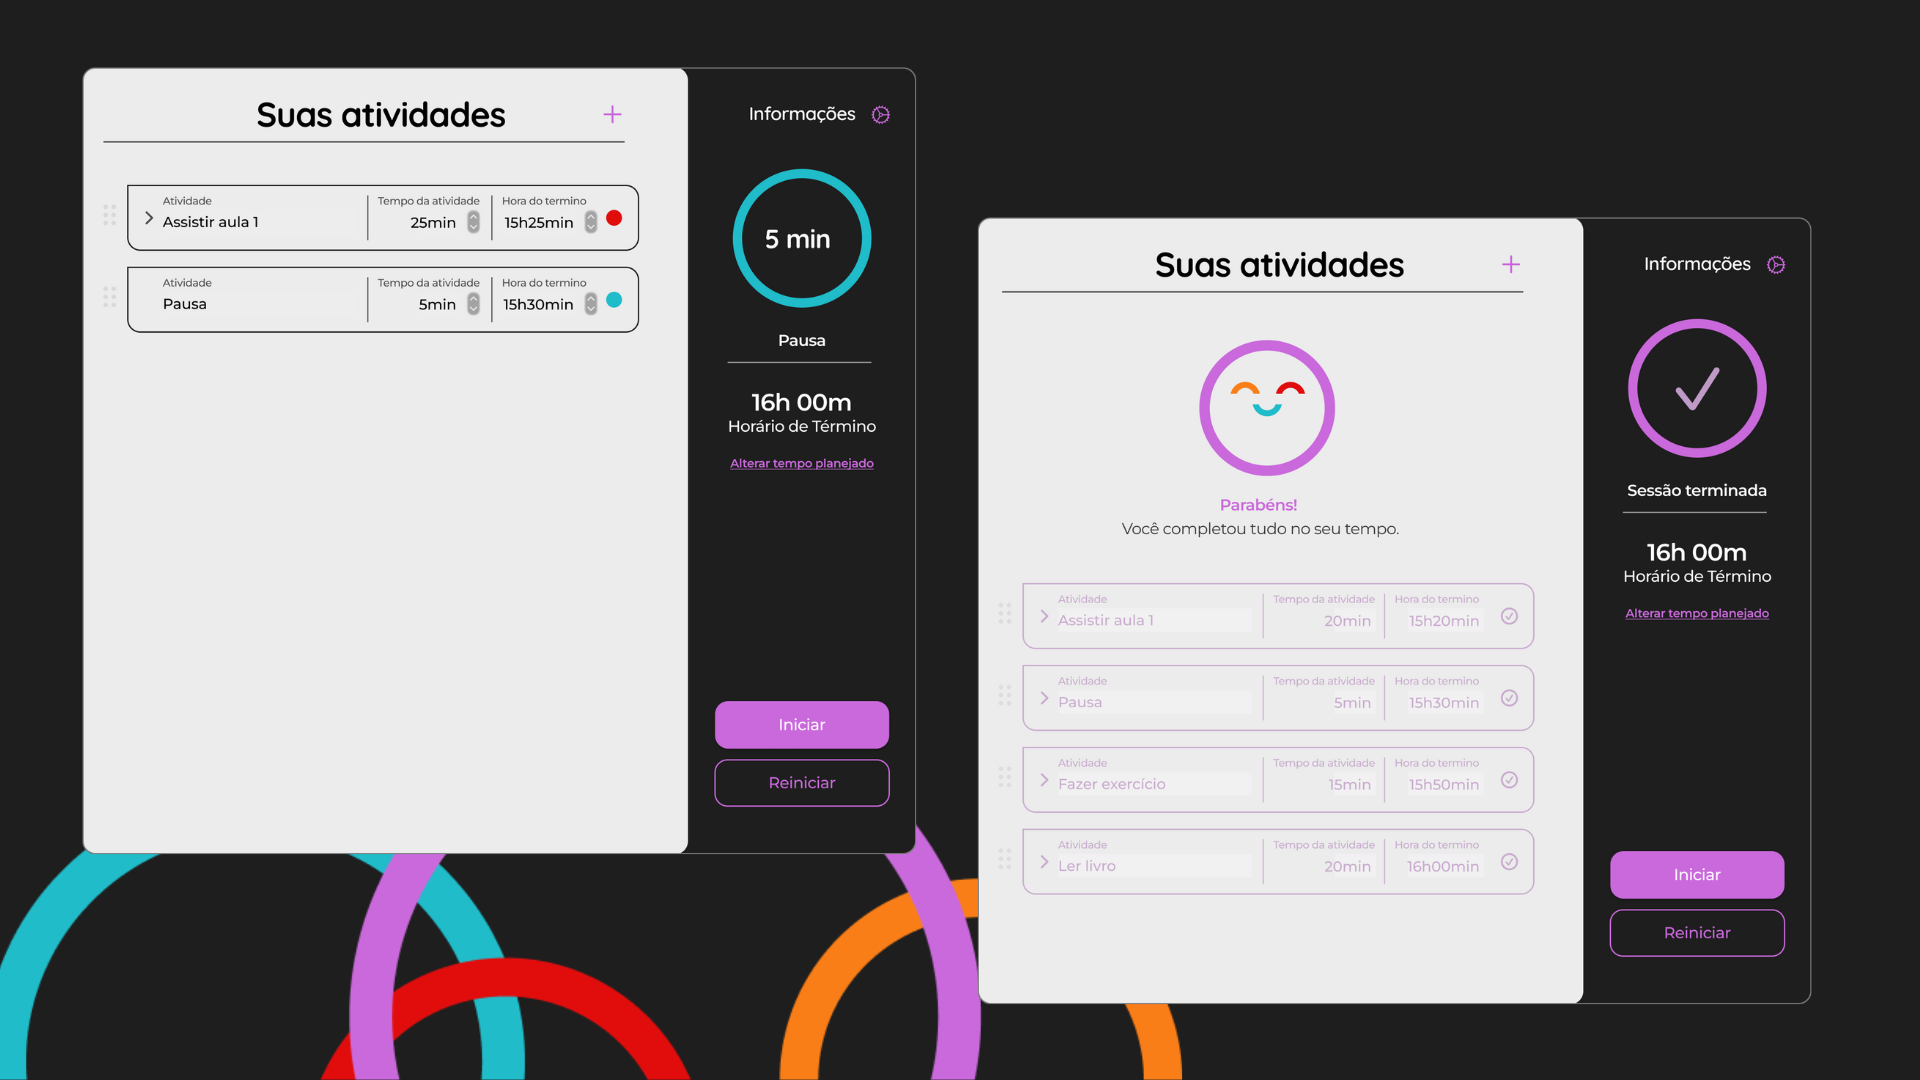 Suas atividades
Informações
Atividade Tempo da atividade Hora do termino
Assistir aula 1 25min 15h25min
Atividade Tempo da atividade Hora do termino
Pausa 5min 15h30min
5 min
Pausa
16h 00m
Horário de Término
Alterar tempo planejado
Iniciar
Reiniciar
Suas atividades
Informações
Parabéns!
Você completou tudo no seu tempo.
Atividade Tempo da atividade Hora do termino
Assistir aula 1 20min 15h20min
Atividade Tempo da atividade Hora do termino
Pausa 5min 15h30min
Atividade Tempo da atividade Hora do termino
Fazer exercício 15min 15h50min
Atividade Tempo da atividade Hora do termino
Ler livro 20min 16h00min
Sessão terminada
16h 00m
Horário de Término
Alterar tempo planejado
Iniciar
Reiniciar